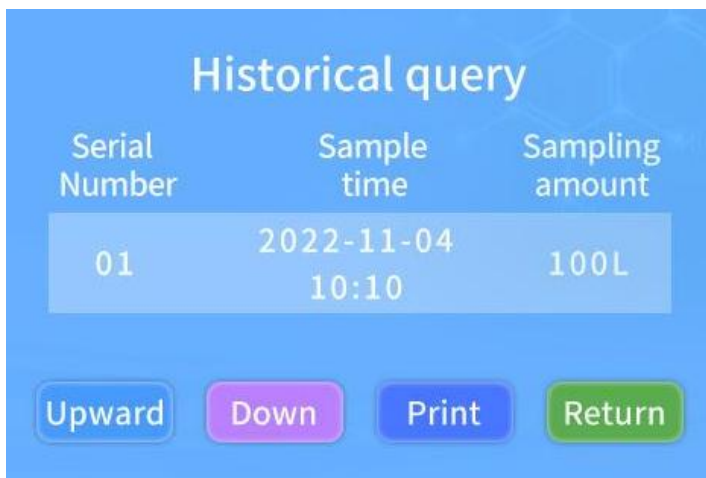 Historical query
Serial Number
Sample time
Sampling amount
01
2022-11-04
10:10
100L
Upward
Down
Print
Return